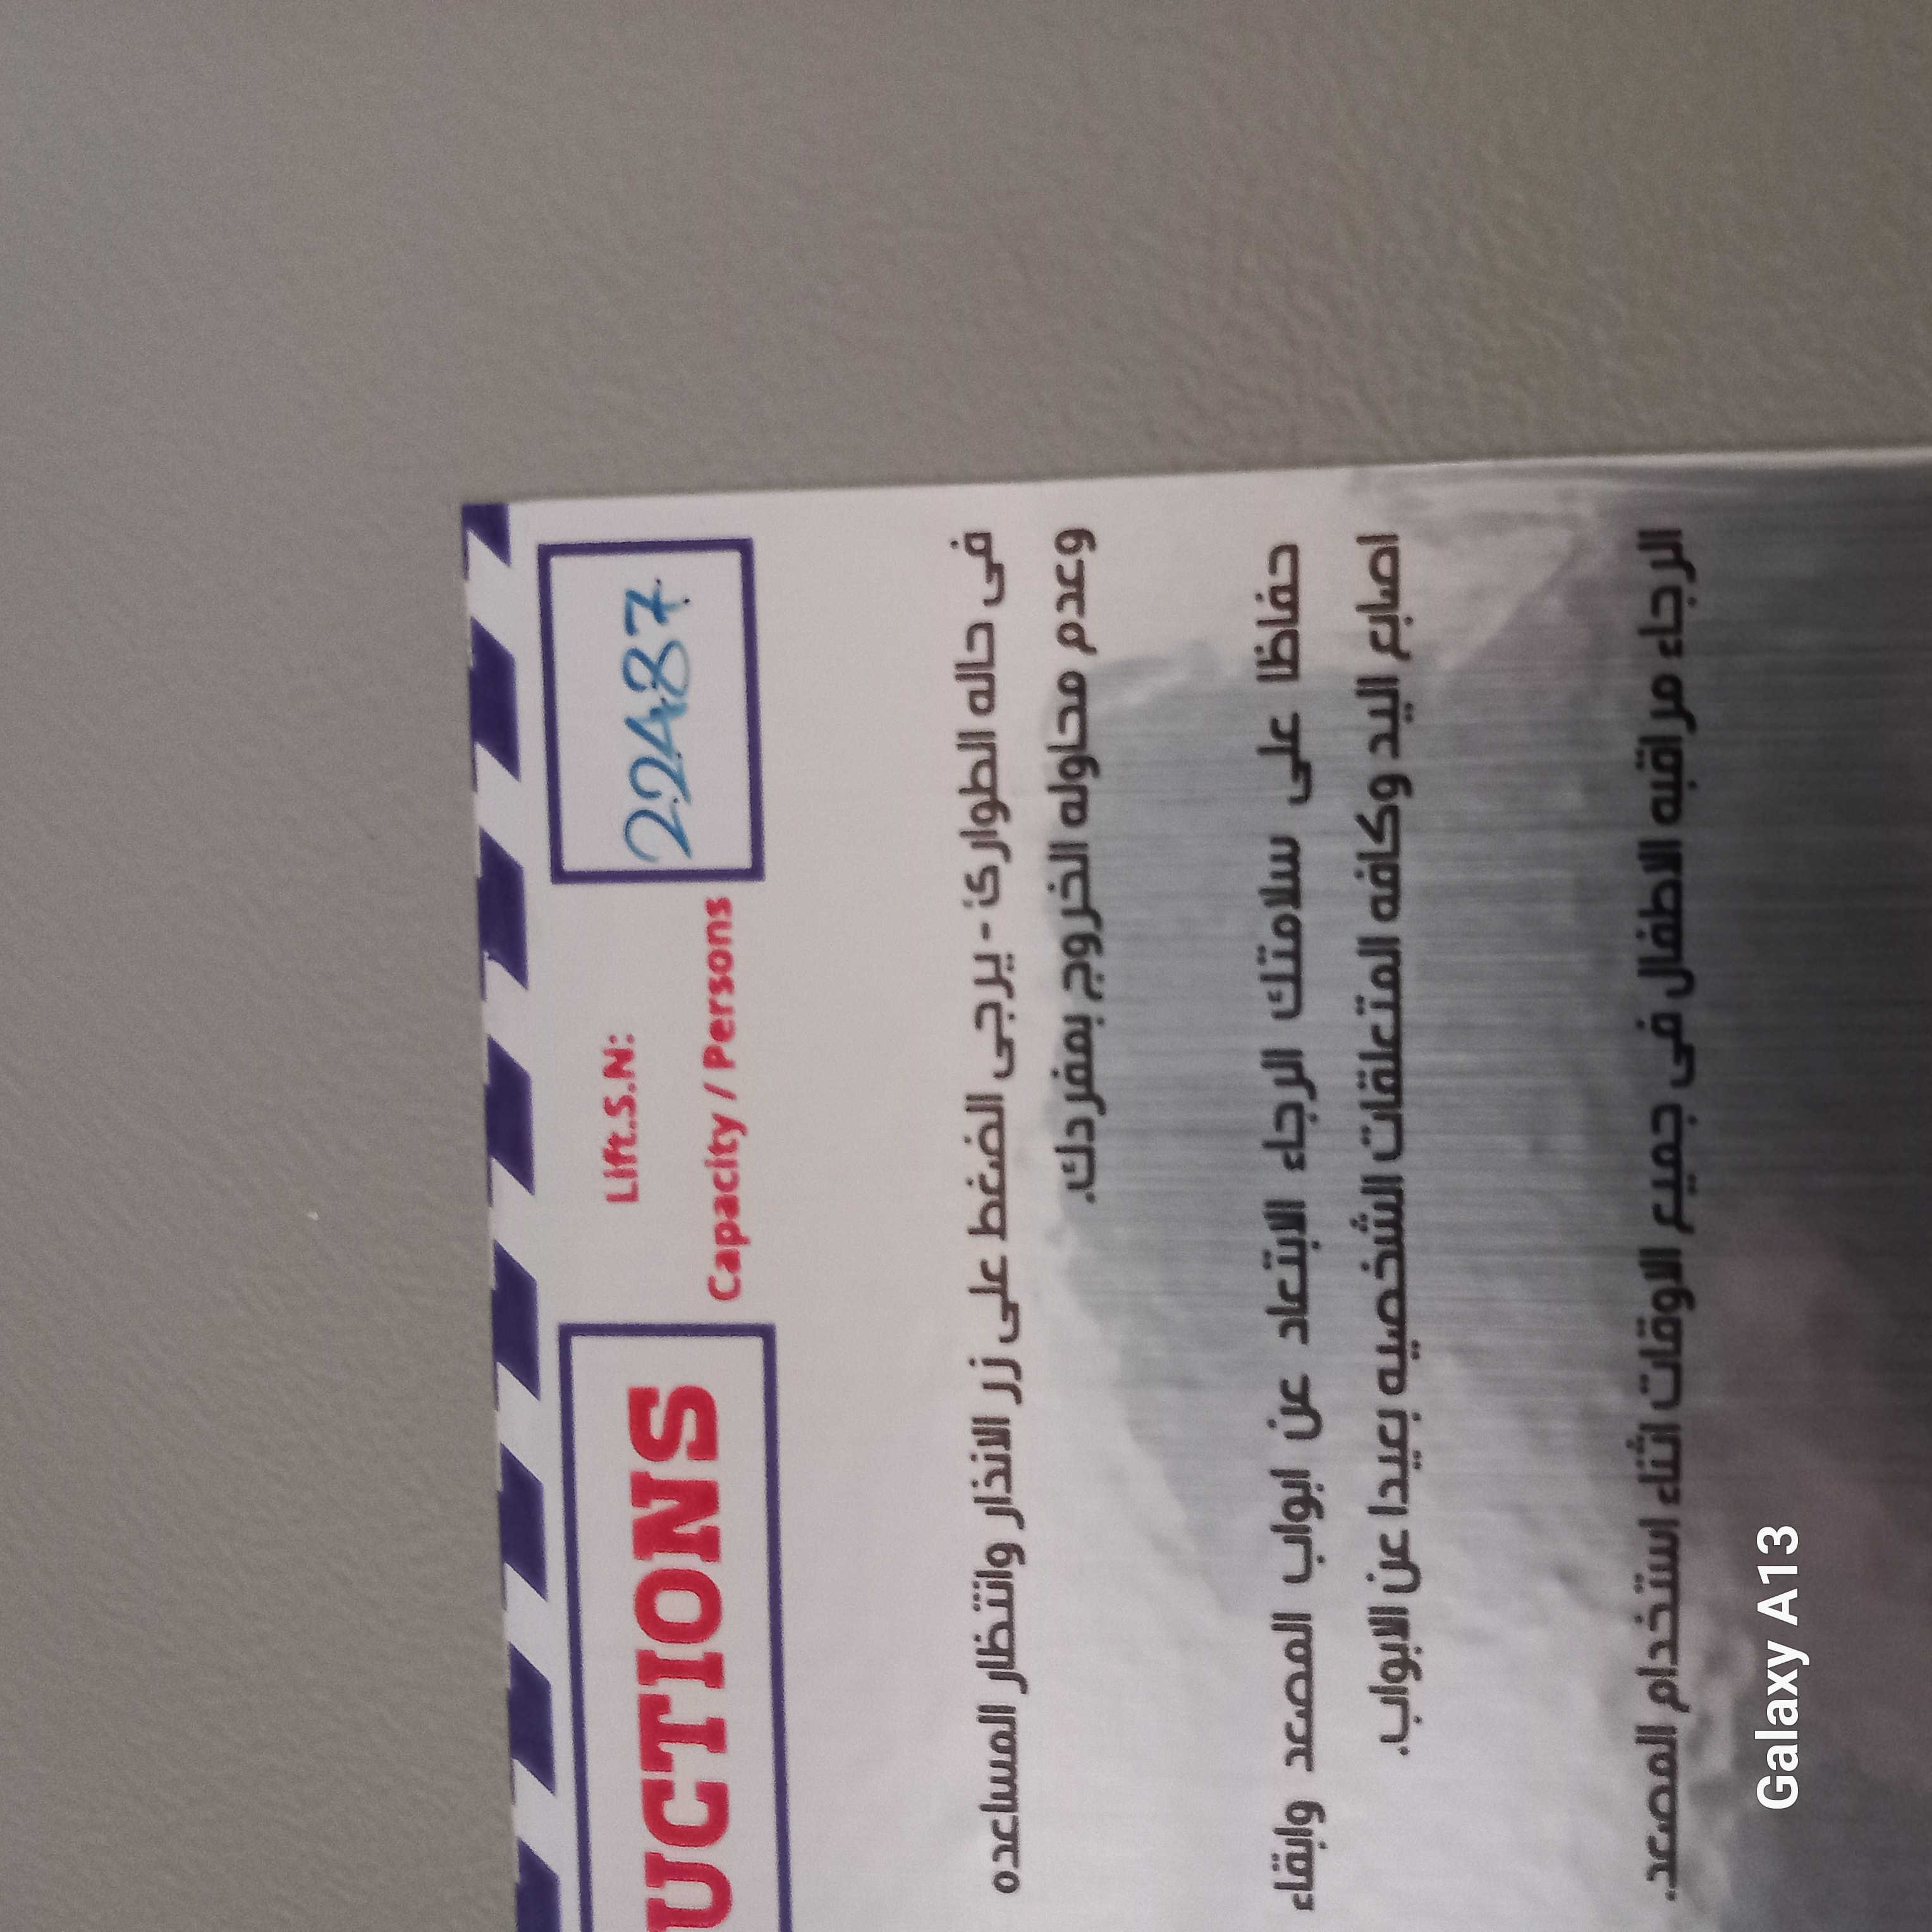 UCTIONS
Lift.S.N:
Capacity / Persons
22487
فى حاله الطوارئ - يرجى الضغط على زر الانذار وانتظار المساعده
وعدم محاوله الخروج بمفردك.
حفاظا على سلامتك الرجاء الابتعاد عن ابواب المصعد وابقاء
اصابع اليد وكافه المتعلقات الشخصيه بعيدا عن الابواب.
الرجاء مراقبه الاطفال فى جميع الاوقات اثناء استخدام المصعد.
Galaxy A13